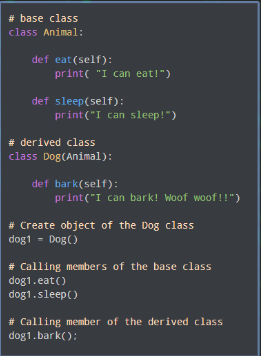 # base class
class Animal:
def eat(self):
print( "I can eat!")
def sleep(self):
print("I can sleep!")
# derived class
class Dog(Animal):
def bark(self):
print("I can bark! Woof woof!!")
# Create object of the Dog class
dog1 = Dog()
# Calling members of the base class
dog1.eat()
dog1.sleep()
# Calling member of the derived class
dog1.bark();